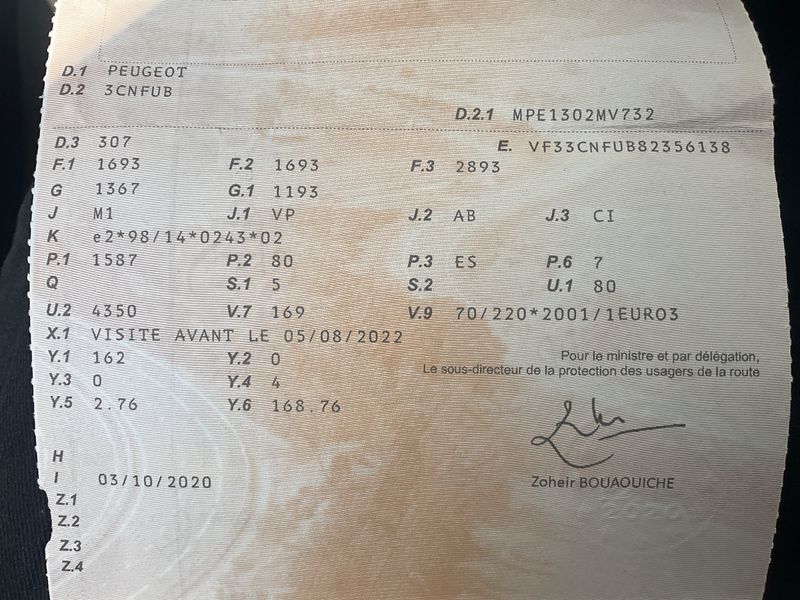 D.1 PEUGEOT
D.2 3CNFUB
D.2.1 MPE1302MV732
D.3 307
E. VF33CNFUB82356138
F.1 1693 F.2 1693 F.3 2893
G 1367 G.1 1193
J M1 J.1 VP J.2 AB J.3 CI
K e2*98/14*0243*02
P.1 1587 P.2 80 P.3 ES P.6 7
Q S.1 5 S.2 U.1 80
U.2 4350 V.7 169 V.9 70/220*2001/1EURO3
X.1 VISITE AVANT LE 05/08/2022
Y.1 162 Y.2 0
Pour le ministre et par délégation,
Le sous-directeur de la protection des usagers de la route
Y.3 0 Y.4 4
Y.5 2.76 Y.6 168.76
H
I 03/10/2020
Zoheir BOUAOUICHE
Z.1
Z.2
Z.3
Z.4